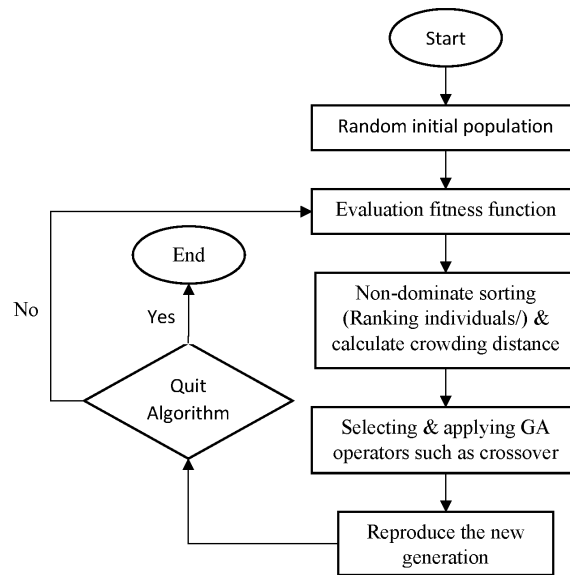 Start
Random initial population
Evaluation fitness function
End
Non-dominate sorting
(Ranking individuals/) &
calculate crowding distance
No
Yes
Quit
Algorithm
Selecting & applying GA
operators such as crossover
Reproduce the new
generation